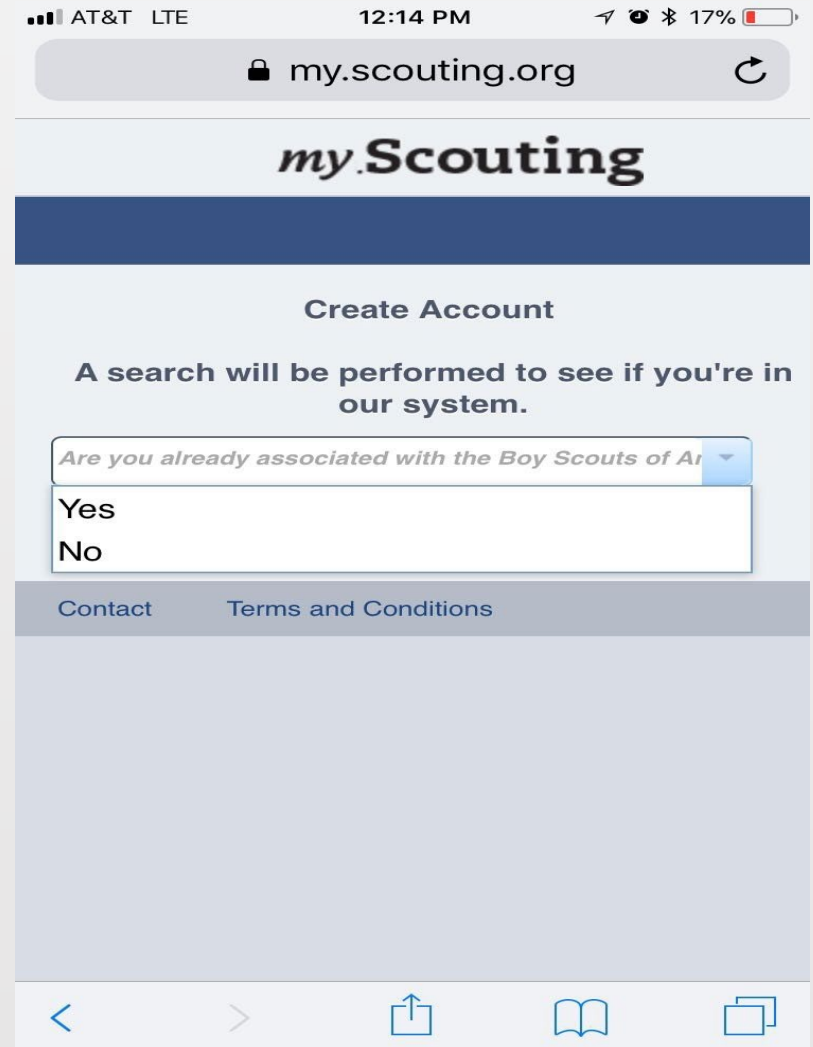 AT&T LTE 12:14 PM 17%
my.scouting.org
my.Scouting
Create Account
A search will be performed to see if you're in
our system.
Are you already associated with the Boy Scouts of Ar
Yes
No
Contact Terms and Conditions